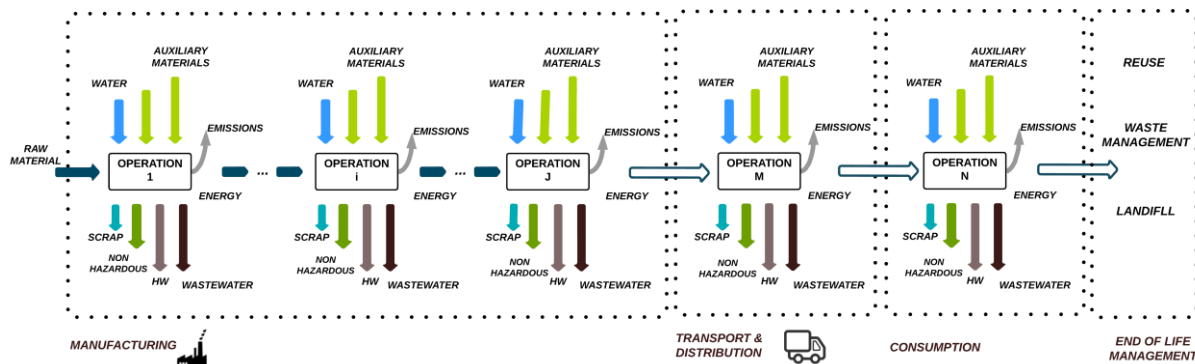 RAW
MATERIAL
AUXILIARY
MATERIALS
WATER
EMISSIONS
OPERATION
1
ENERGY
SCRAP
NON
HAZARDOUS
HW
WASTEWATER
...
AUXILIARY
MATERIALS
WATER
EMISSIONS
OPERATION
i
ENERGY
SCRAP
NON
HAZARDOUS
HW
WASTEWATER
...
AUXILIARY
MATERIALS
WATER
EMISSIONS
OPERATION
J
ENERGY
SCRAP
NON
HAZARDOUS
HW
WASTEWATER
MANUFACTURING
AUXILIARY
MATERIALS
WATER
EMISSIONS
OPERATION
M
ENERGY
SCRAP
NON
HAZARDOUS
HW
WASTEWATER
TRANSPORT &
DISTRIBUTION
AUXILIARY
MATERIALS
WATER
EMISSIONS
OPERATION
N
ENERGY
SCRAP
NON
HAZARDOUS
HW
WASTEWATER
CONSUMPTION
REUSE
WASTE
MANAGEMENT
LANDIFLL
END OF LIFE
MANAGEMENT